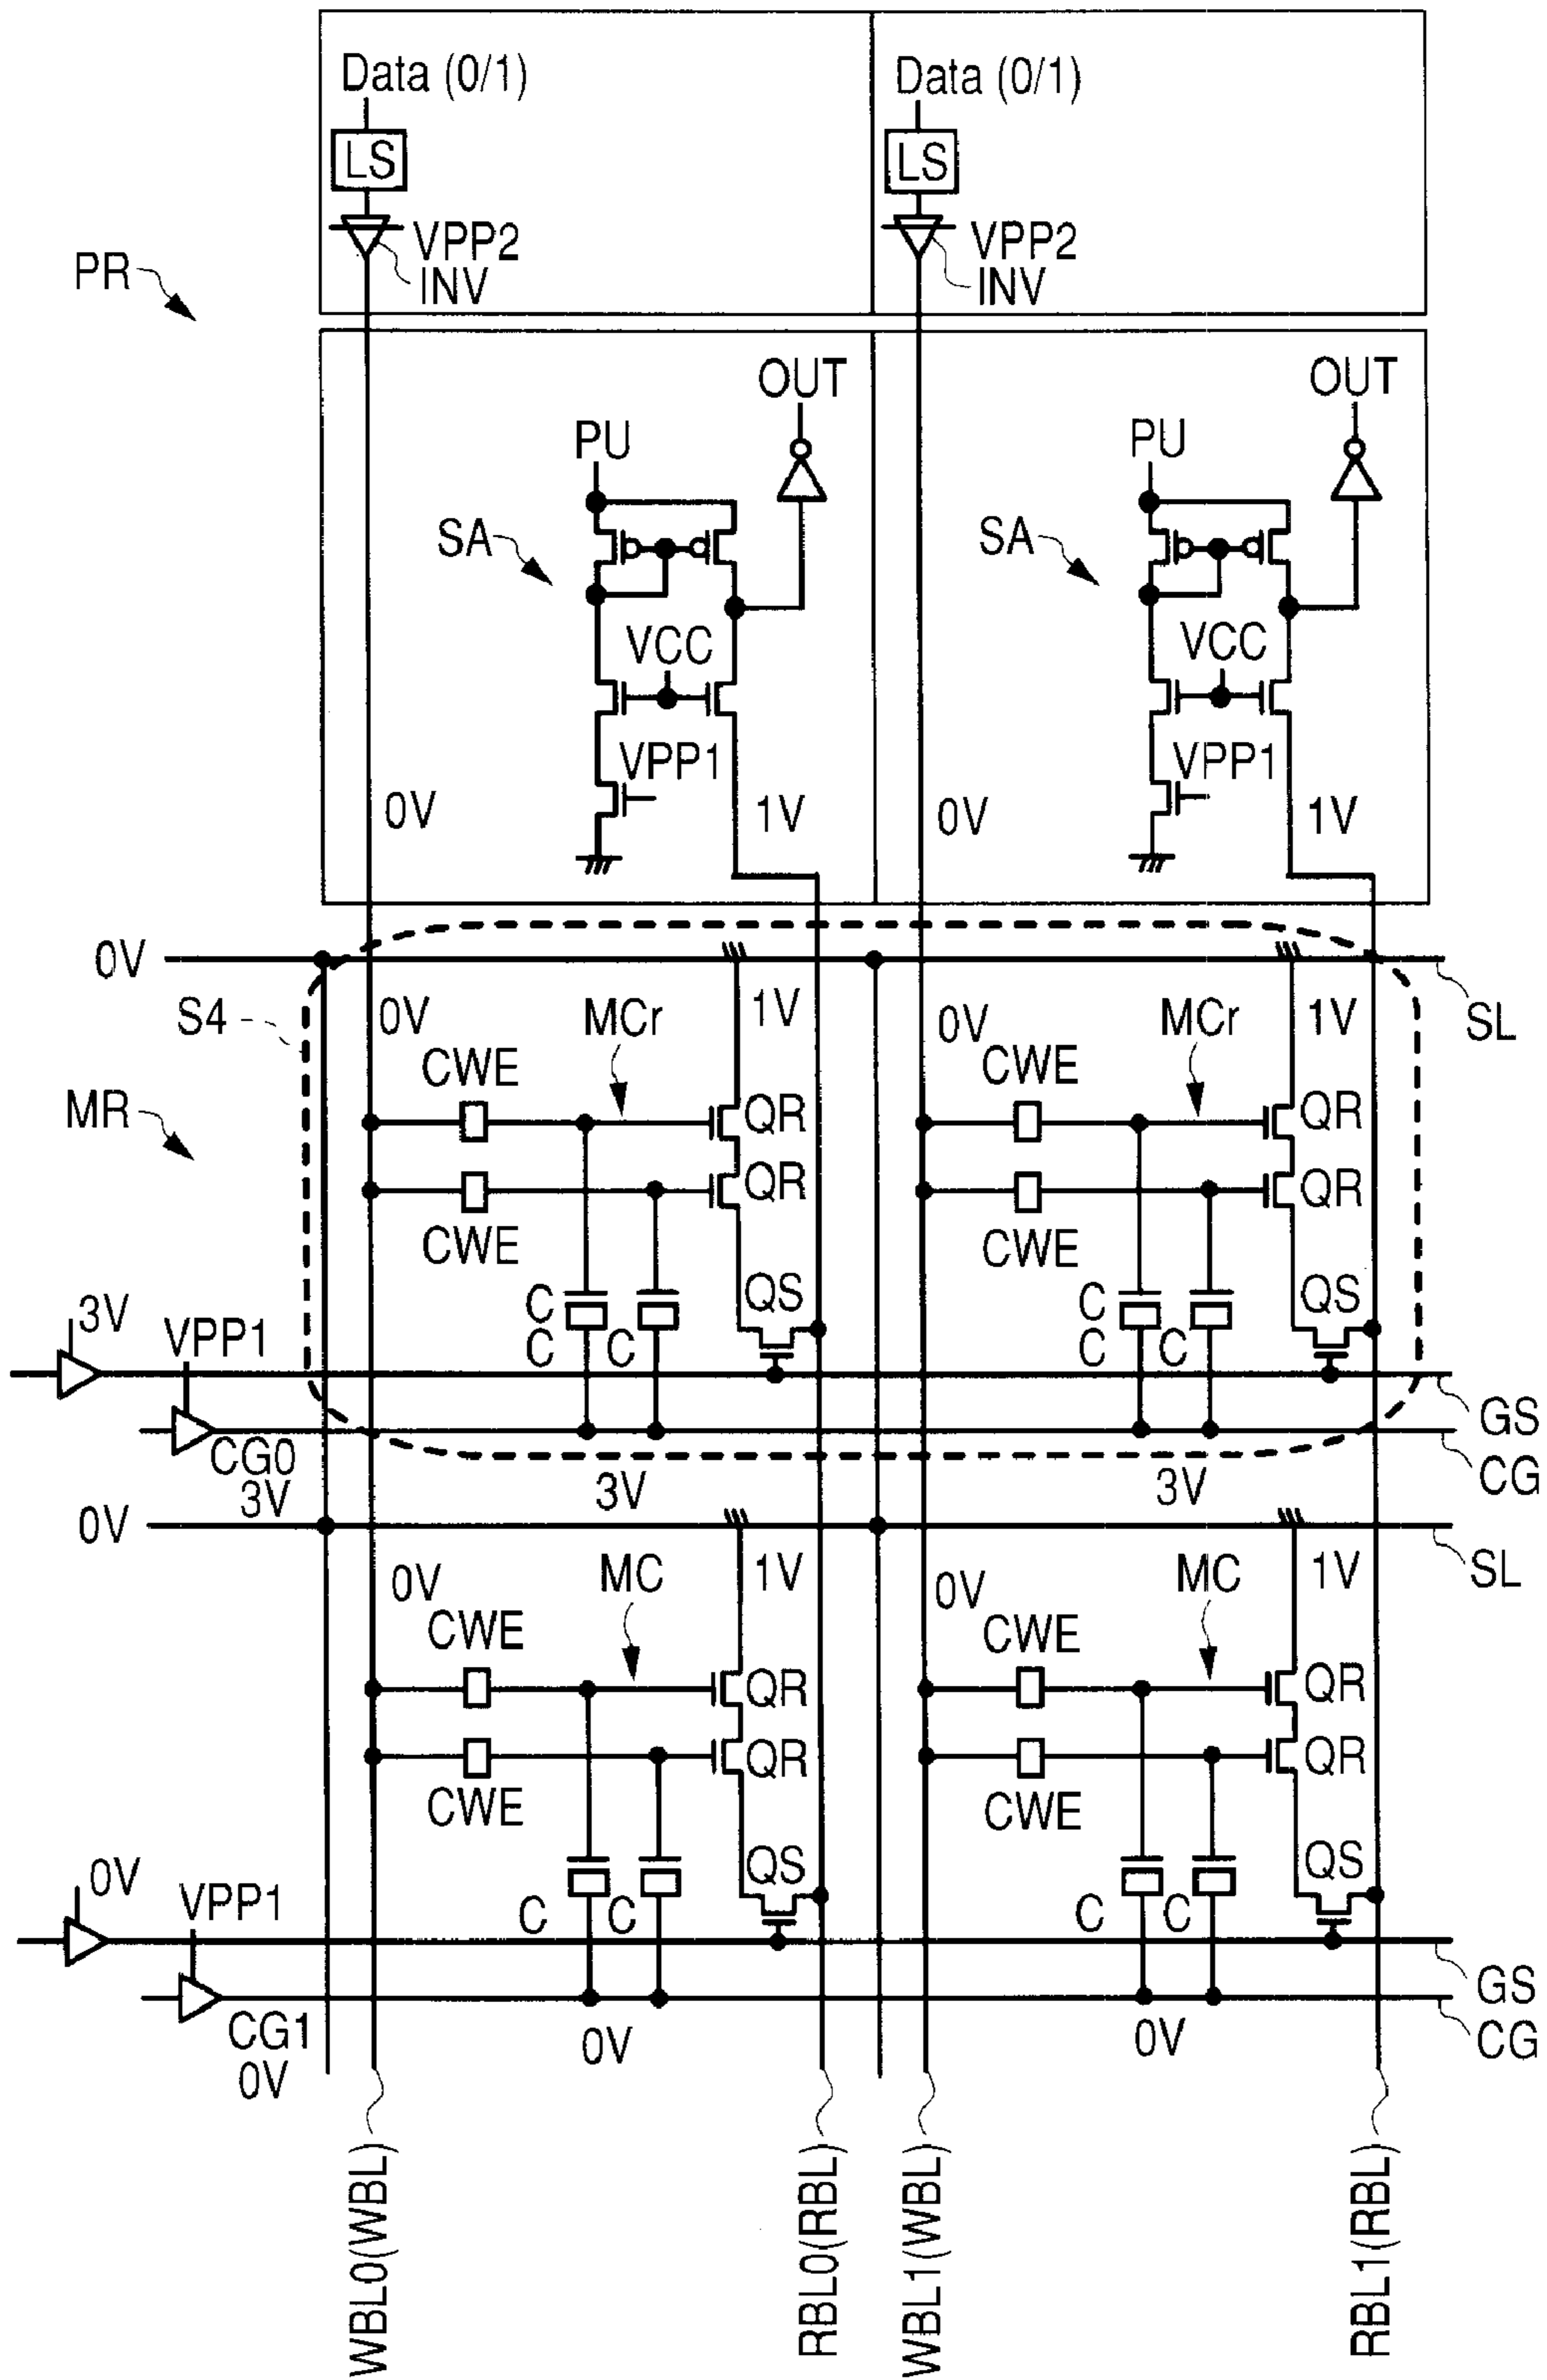 Data (0/1) Data (0/1)
LS LS
VPP2 VPP2
INV INV
PR
OUT OUT
PU PU
SA SA
VCC VCC
VPP1 VPP1
0V 1V 0V 1V
0V
SL
S4
0V MCr 1V 0V MCr 1V
CWE CWE
MR
QR QR
QR QR
CWE CWE
QS QS
C C
3V
VPP1
C C C C
GS
CG0
CG
3V 3V 3V
0V
SL
0V MC 1V 0V MC 1V
CWE CWE
QR QR
QR QR
CWE CWE
QS QS
0V
VPP1
C C C C
GS
CG1
CG
0V 0V 0V
WBL0(WBL)
RBL0(RBL)
WBL1(WBL)
RBL1(RBL)